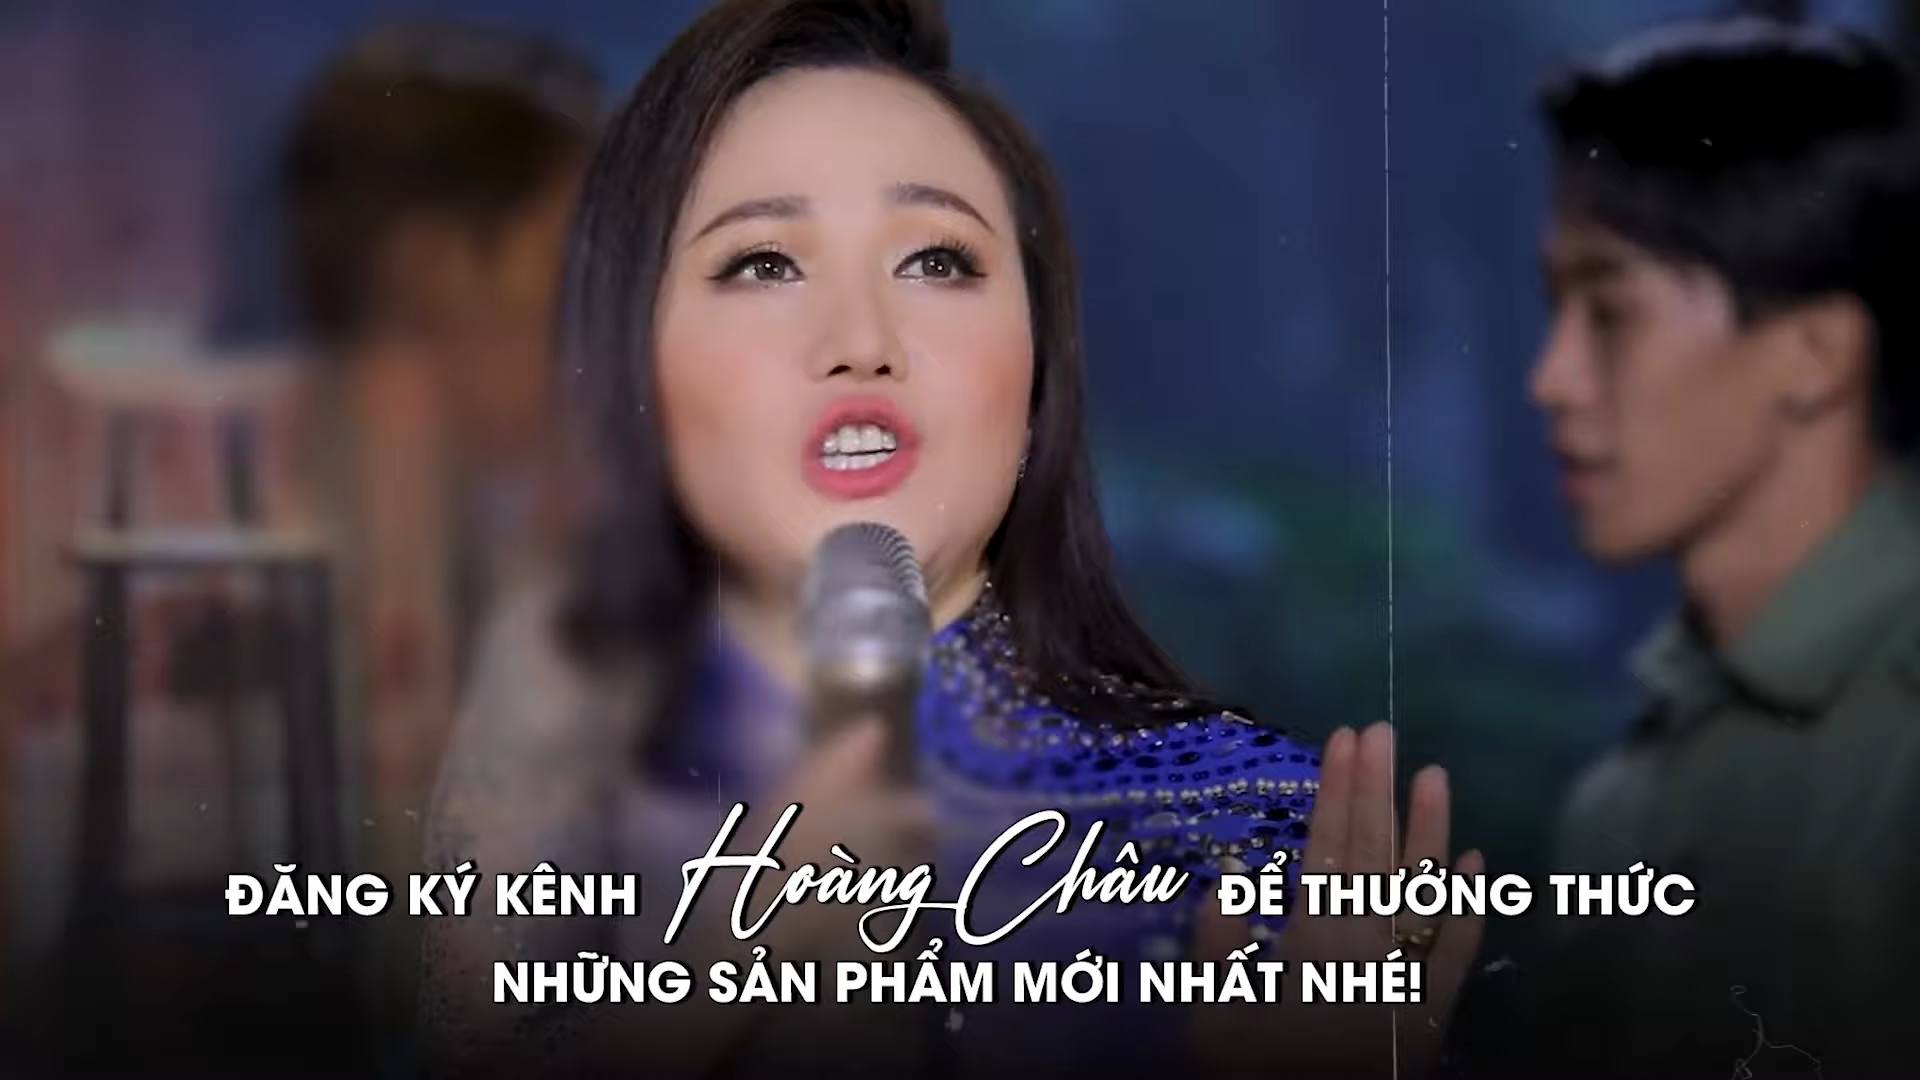 ĐĂNG KÝ KÊNH Hoàng Châu ĐỂ THƯỞNG THỨC
NHỮNG SẢN PHẨM MỚI NHẤT NHÉ!